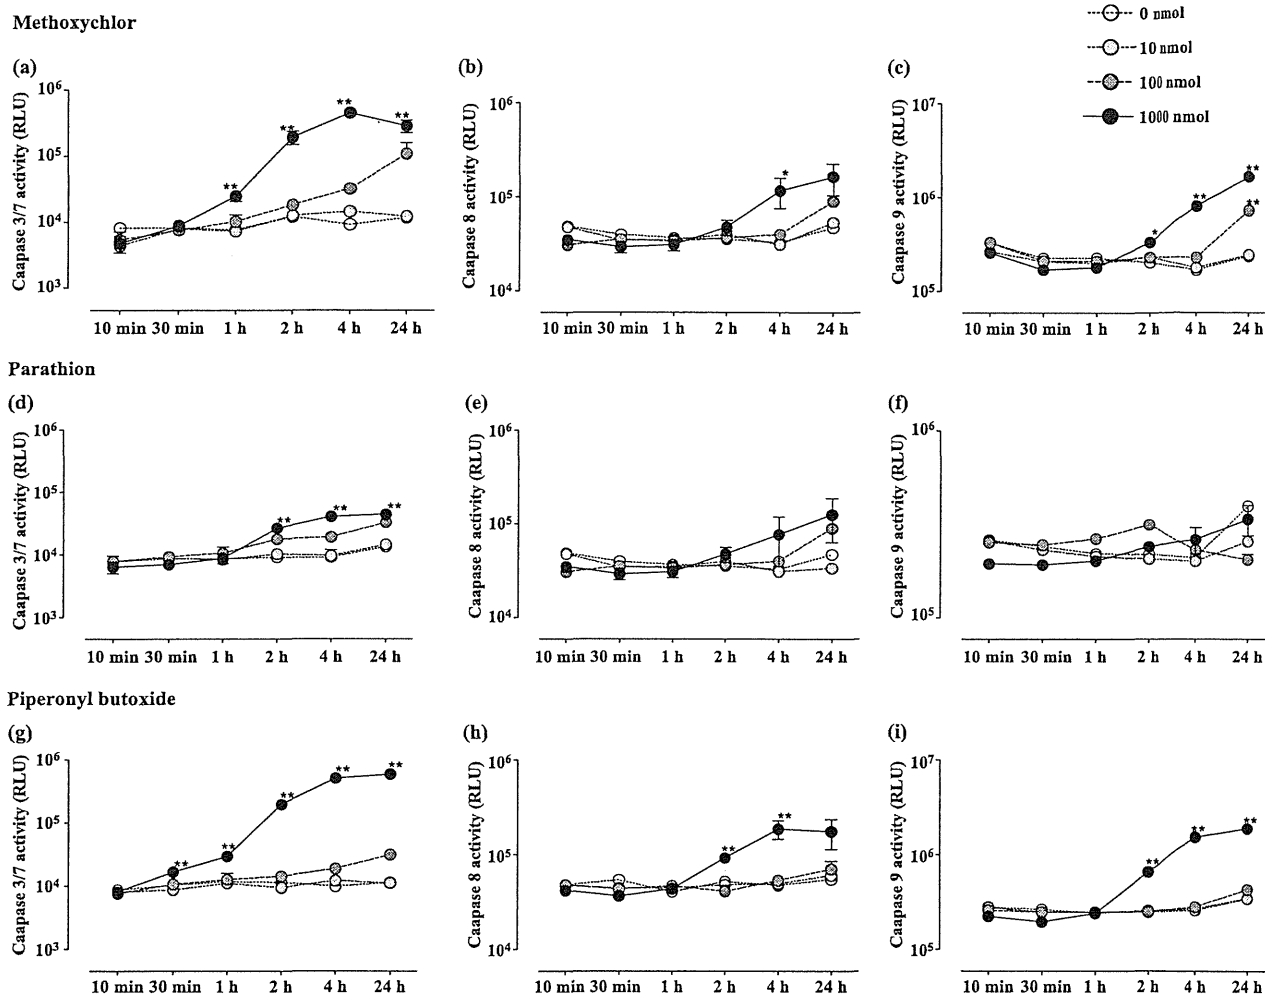 Methoxychlor
0 nmol
10 nmol
100 nmol
1000 nmol
(a)
Caapase 3/7 activity (RLU)
10⁶
10⁵
10⁴
10³
** ** ** **
10 min 30 min 1 h 2 h 4 h 24 h
(b)
Caapase 8 activity (RLU)
10⁶
10⁵
10⁴
*
10 min 30 min 1 h 2 h 4 h 24 h
(c)
Caapase 9 activity (RLU)
10⁷
10⁶
10⁵
* ** ** **
10 min 30 min 1 h 2 h 4 h 24 h
Parathion
(d)
Caapase 3/7 activity (RLU)
10⁶
10⁵
10⁴
10³
** ** **
10 min 30 min 1 h 2 h 4 h 24 h
(e)
Caapase 8 activity (RLU)
10⁶
10⁵
10⁴
10 min 30 min 1 h 2 h 4 h 24 h
(f)
Caapase 9 activity (RLU)
10⁶
10⁵
10 min 30 min 1 h 2 h 4 h 24 h
Piperonyl butoxide
(g)
Caapase 3/7 activity (RLU)
10⁶
10⁵
10⁴
10³
** ** ** ** **
10 min 30 min 1 h 2 h 4 h 24 h
(h)
Caapase 8 activity (RLU)
10⁶
10⁵
10⁴
** **
10 min 30 min 1 h 2 h 4 h 24 h
(i)
Caapase 9 activity (RLU)
10⁷
10⁶
10⁵
** ** **
10 min 30 min 1 h 2 h 4 h 24 h